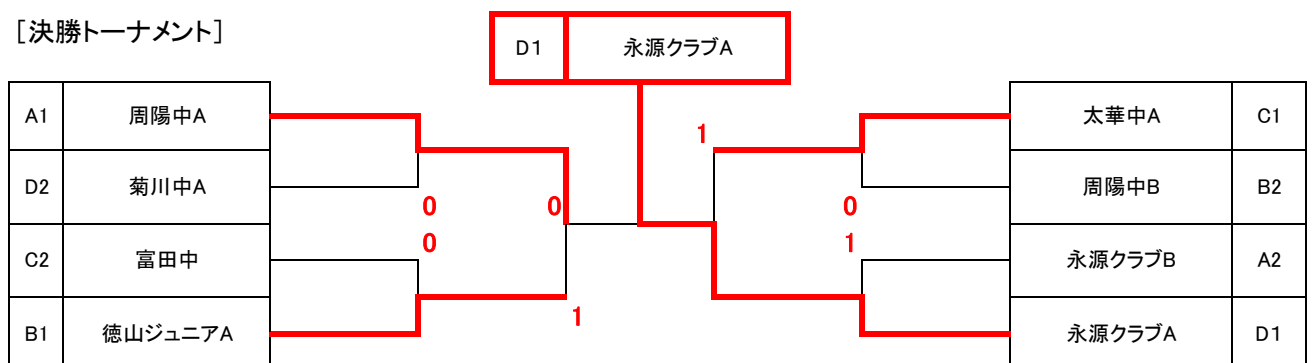 [決勝トーナメント]
D1 永源クラブA
A1 周陽中A
D2 菊川中A
C2 富田中
B1 徳山ジュニアA
0
0
0
1
1
0
1
太華中A C1
周陽中B B2
永源クラブB A2
永源クラブA D1